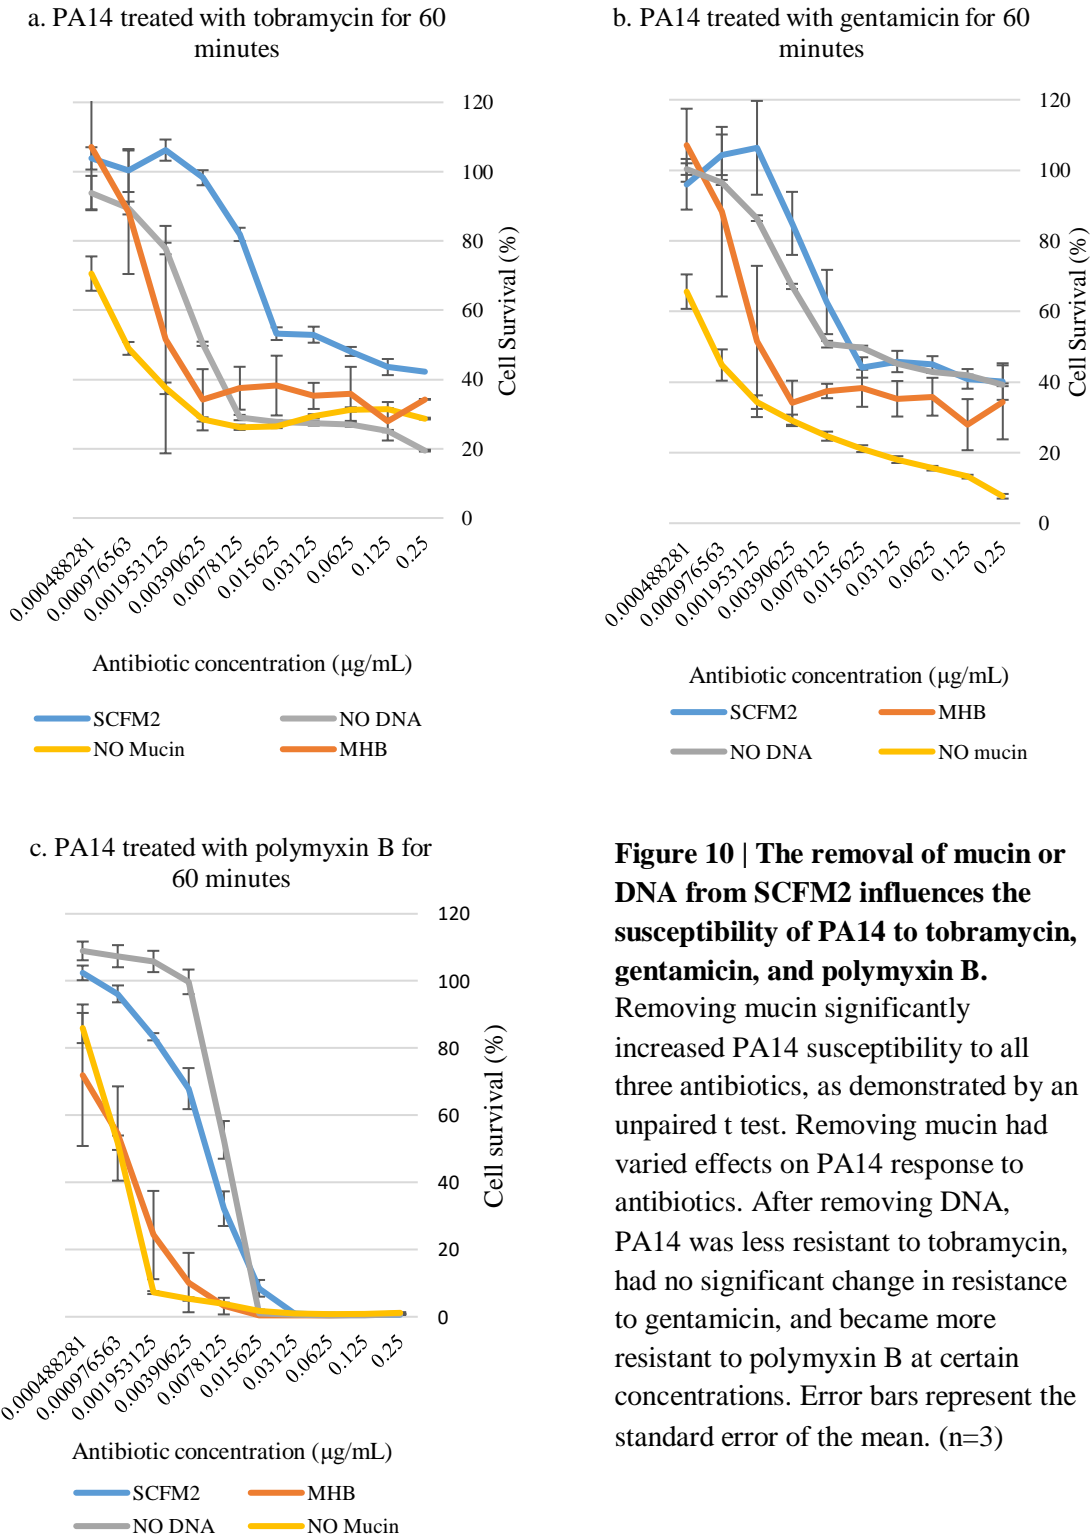 a. PA14 treated with tobramycin for 60
minutes
120
100
80
60
40
20
0
Cell Survival (%)
0.000488281
0.000976563
0.001953125
0.00390625
0.0078125
0.015625
0.03125
0.0625
0.125
0.25
Antibiotic concentration (µg/mL)
SCFM2
NO DNA
NO Mucin
MHB
b. PA14 treated with gentamicin for 60
minutes
120
100
80
60
40
20
0
Cell Survival (%)
0.000488281
0.000976563
0.001953125
0.00390625
0.0078125
0.015625
0.03125
0.0625
0.125
0.25
Antibiotic concentration (µg/mL)
SCFM2
MHB
NO DNA
NO mucin
c. PA14 treated with polymyxin B for
60 minutes
120
100
80
60
40
20
0
Cell survival (%)
0.000488281
0.000976563
0.001953125
0.00390625
0.0078125
0.015625
0.03125
0.0625
0.125
0.25
Antibiotic concentration (µg/mL)
SCFM2
MHB
NO DNA
NO Mucin
Figure 10 | The removal of mucin or
DNA from SCFM2 influences the
susceptibility of PA14 to tobramycin,
gentamicin, and polymyxin B.
Removing mucin significantly
increased PA14 susceptibility to all
three antibiotics, as demonstrated by an
unpaired t test. Removing mucin had
varied effects on PA14 response to
antibiotics. After removing DNA,
PA14 was less resistant to tobramycin,
had no significant change in resistance
to gentamicin, and became more
resistant to polymyxin B at certain
concentrations. Error bars represent the
standard error of the mean. (n=3)